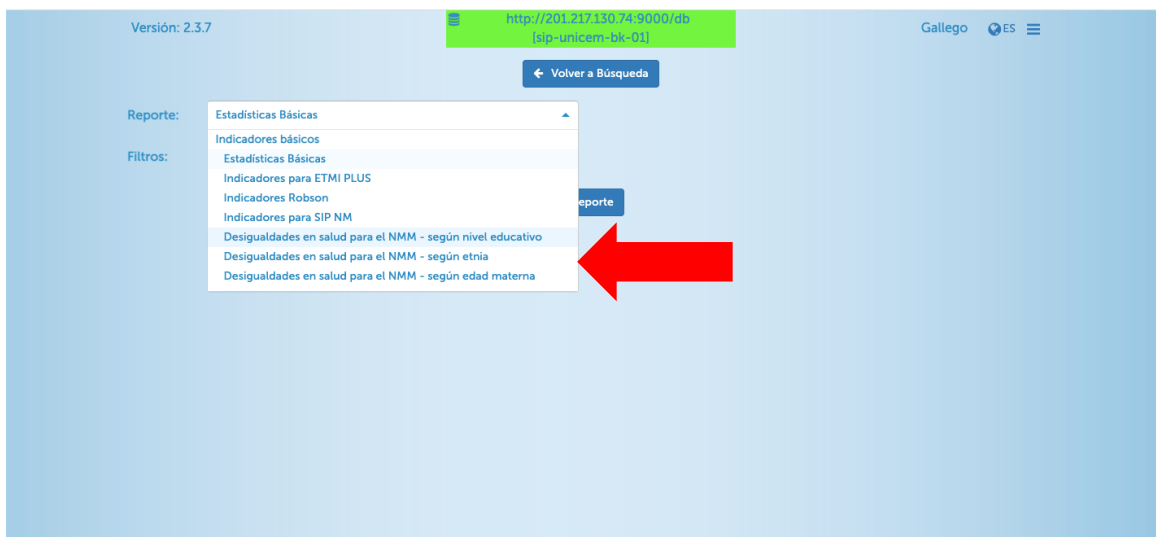 Versión: 2.3.7
http://201.217.130.74:9000/db
[sip-unicem-bk-01]
Gallego
ES
Volver a Búsqueda
Reporte:
Estadísticas Básicas
Indicadores básicos
Filtros:
Estadísticas Básicas
Indicadores para ETMI PLUS
Indicadores Robson
eporte
Indicadores para SIP NM
Desigualdades en salud para el NMM - según nivel educativo
Desigualdades en salud para el NMM - según etnia
Desigualdades en salud para el NMM - según edad materna